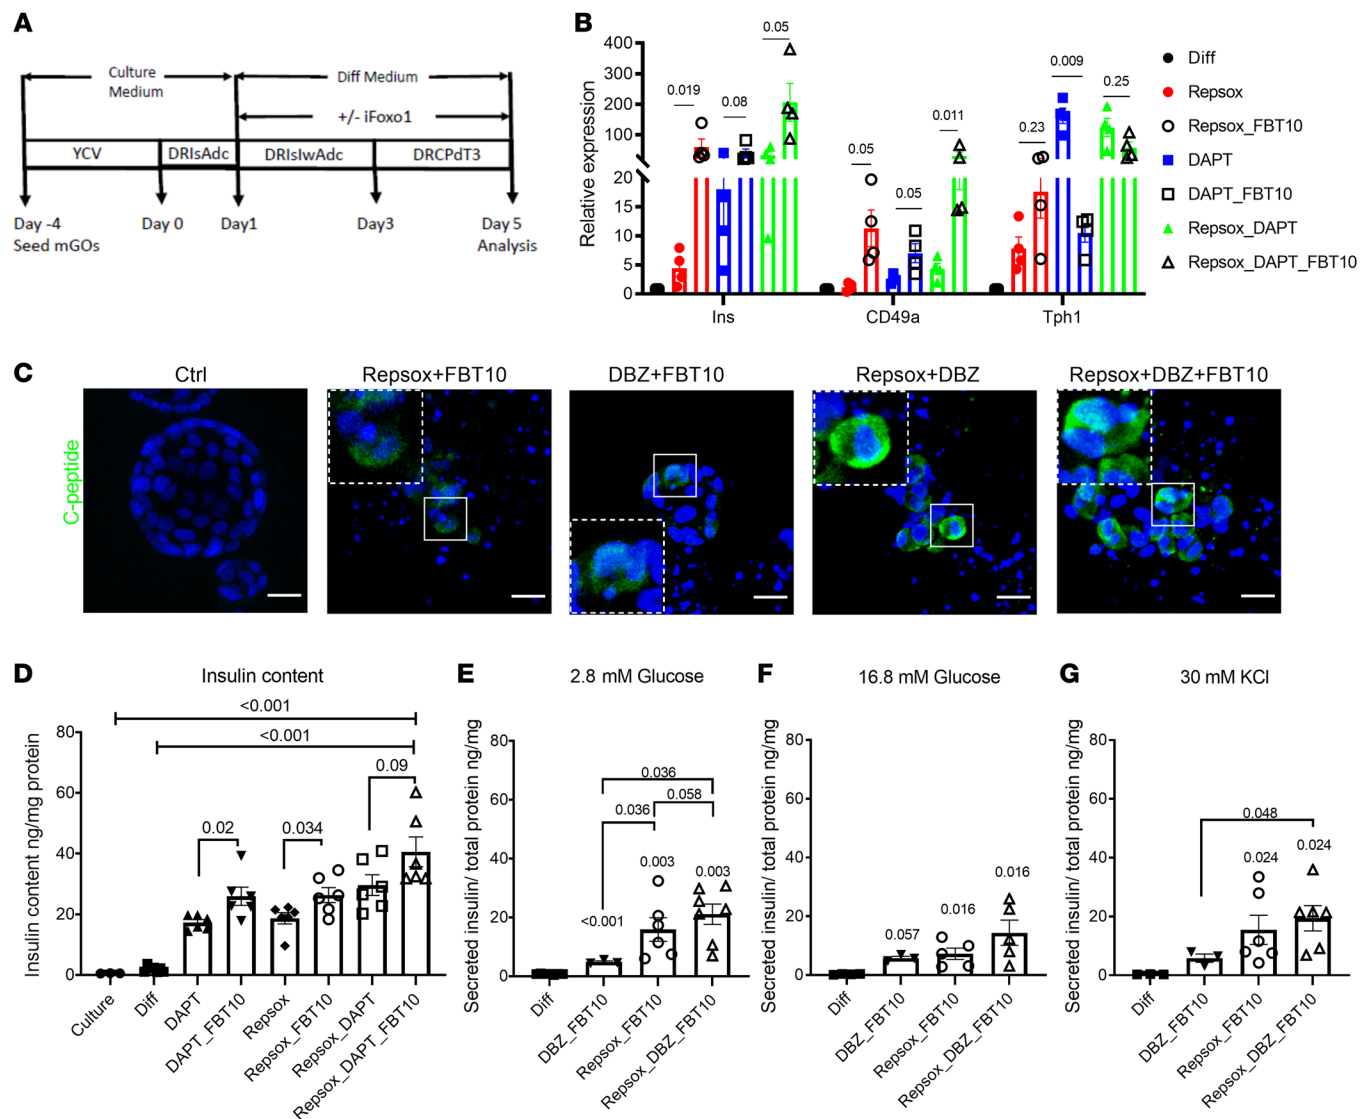 A
Culture
Medium
Diff Medium
+/- iFoxo1
YCV
DRIsAdc
DRIsIwAdc
DRCPdT3
Day -4
Seed mGOs
Day 0
Day1
Day3
Day 5
Analysis
B
Relative expression
400
300
200
100
20
15
10
5
0
0.019
0.08
0.05
0.05
0.05
0.011
0.23
0.009
0.25
Ins
CD49a
Tph1
Diff
Repsox
Repsox_FBT10
DAPT
DAPT_FBT10
Repsox_DAPT
Repsox_DAPT_FBT10
C
C-peptide
Ctrl
Repsox+FBT10
DBZ+FBT10
Repsox+DBZ
Repsox+DBZ+FBT10
D
Insulin content
Insulin content ng/mg protein
80
60
40
20
0
<0.001
<0.001
0.02
0.034
0.09
Culture
Diff
DAPT
DAPT_FBT10
Repsox
Repsox_FBT10
Repsox_DAPT
Repsox_DAPT_FBT10
E
2.8 mM Glucose
Secreted insulin/ total protein ng/mg
80
60
40
20
0
0.036
0.036
0.058
<0.001
0.003
0.003
Diff
DBZ_FBT10
Repsox_FBT10
Repsox_DBZ_FBT10
F
16.8 mM Glucose
Secreted insulin/ total protein ng/mg
80
60
40
20
0
0.057
0.016
0.016
Diff
DBZ_FBT10
Repsox_FBT10
Repsox_DBZ_FBT10
G
30 mM KCl
Secreted insulin/ total protein ng/mg
80
60
40
20
0
0.048
0.024
0.024
Diff
DBZ_FBT10
Repsox_FBT10
Repsox_DBZ_FBT10